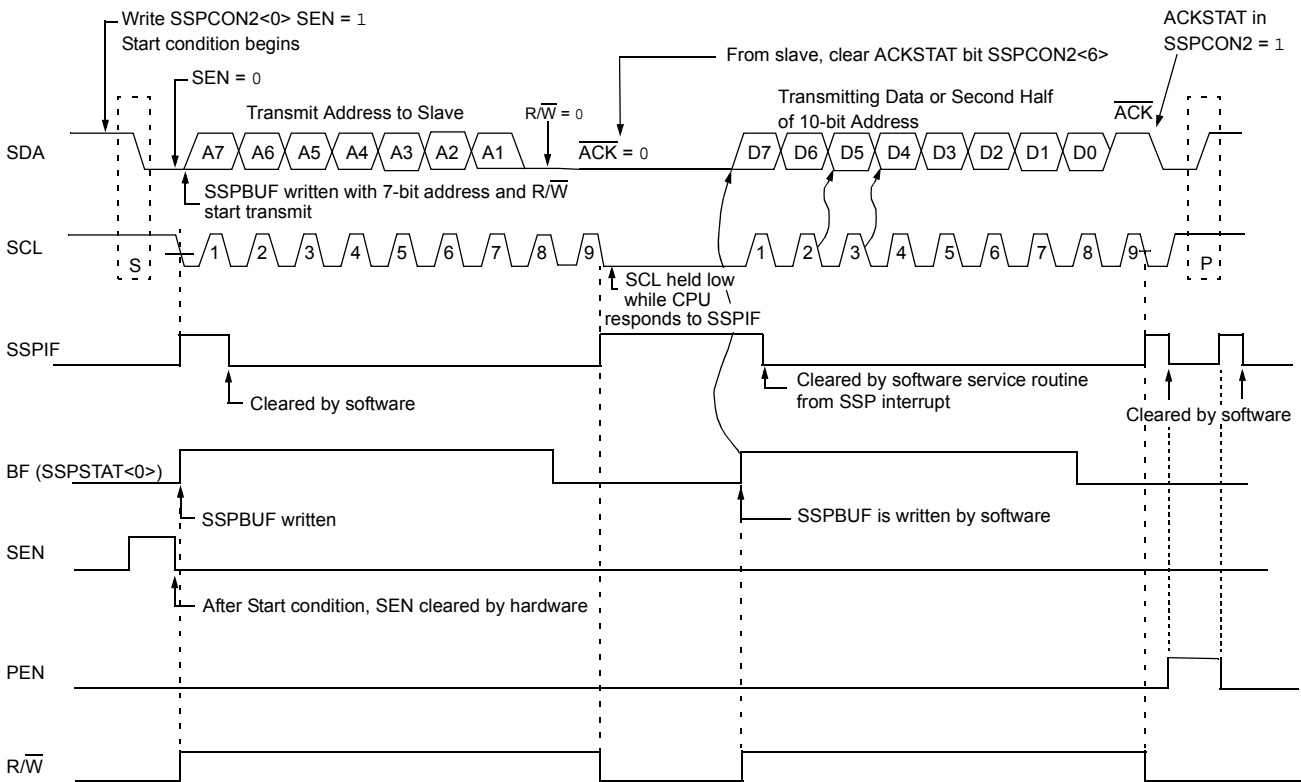 Write SSPCON2<0> SEN = 1
Start condition begins
ACKSTAT in
SSPCON2 = 1
From slave, clear ACKSTAT bit SSPCON2<6>
SEN = 0
Transmit Address to Slave
R/W̅ = 0
Transmitting Data or Second Half
of 10-bit Address
A̅C̅K̅
SDA
A7 A6 A5 A4 A3 A2 A1
A̅C̅K̅ = 0
D7 D6 D5 D4 D3 D2 D1 D0
SSPBUF written with 7-bit address and R/W̅
start transmit
SCL
S
1 2 3 4 5 6 7 8 9
1 2 3 4 5 6 7 8 9
P
SCL held low
while CPU
responds to SSPIF
SSPIF
Cleared by software
Cleared by software service routine
from SSP interrupt
Cleared by software
BF (SSPSTAT<0>)
SSPBUF written
SSPBUF is written by software
SEN
After Start condition, SEN cleared by hardware
PEN
R/W̅